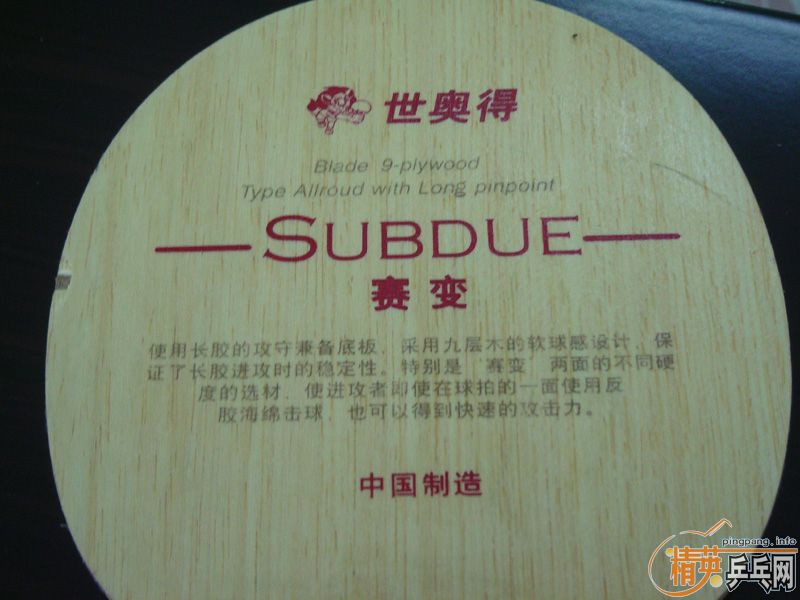 世奥得
Blade 9-plywood
Type Allroud with Long pinpoint
SUBDUE
赛变
使用长胶的攻守兼备底板，采用九层木的软球感设计，保
证了长胶进攻时的稳定性。特别是“赛变”两面的不同硬
度的选材，使进攻者即使在球拍的一面使用反
胶海绵击球，也可以得到快速的攻击力。
中国制造
pingpang.info
精英乒乓网